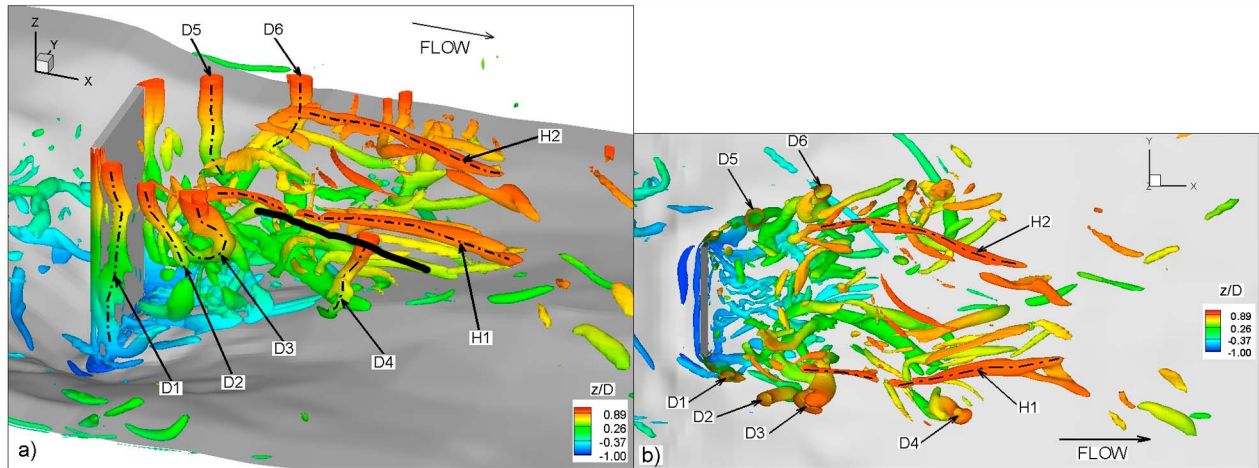 Z
Y
X
D5
D6
FLOW
H2
H1
D4
D3
D2
D1
z/D
0.89
0.26
-0.37
-1.00
a)
D5
D6
Y
Z
X
H2
z/D
0.89
0.26
-0.37
-1.00
D1
D2
D3
D4
H1
FLOW
b)